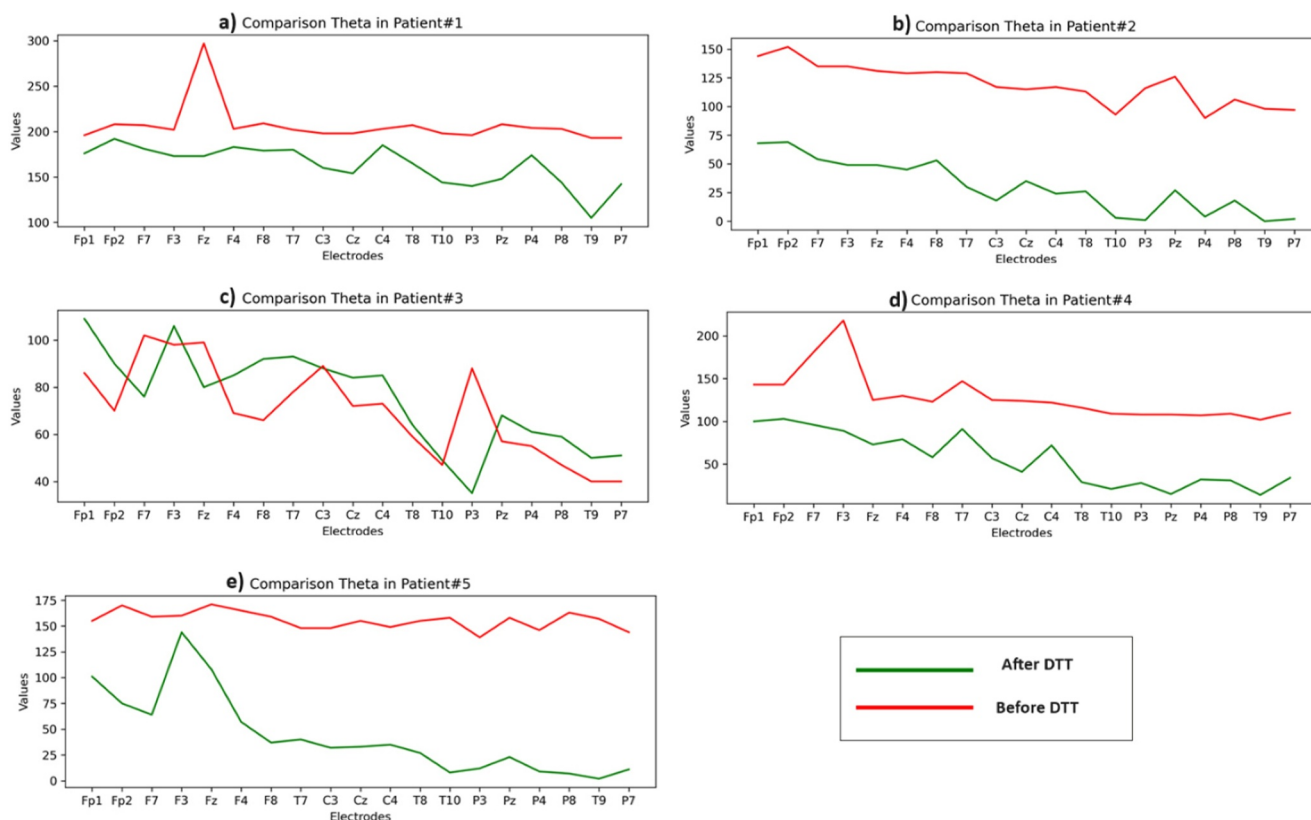 a) Comparison Theta in Patient#1
300
250
200
150
100
Values
Fp1 Fp2 F7 F3 Fz F4 F8 T7 C3 Cz C4 T8 T10 P3 Pz P4 P8 T9 P7
Electrodes
b) Comparison Theta in Patient#2
150
125
100
75
50
25
0
Values
Fp1 Fp2 F7 F3 Fz F4 F8 T7 C3 Cz C4 T8 T10 P3 Pz P4 P8 T9 P7
Electrodes
c) Comparison Theta in Patient#3
100
80
60
40
Values
Fp1 Fp2 F7 F3 Fz F4 F8 T7 C3 Cz C4 T8 T10 P3 Pz P4 P8 T9 P7
Electrodes
d) Comparison Theta in Patient#4
200
150
100
50
Values
Fp1 Fp2 F7 F3 Fz F4 F8 T7 C3 Cz C4 T8 T10 P3 Pz P4 P8 T9 P7
Electrodes
e) Comparison Theta in Patient#5
175
150
125
100
75
50
25
0
Values
Fp1 Fp2 F7 F3 Fz F4 F8 T7 C3 Cz C4 T8 T10 P3 Pz P4 P8 T9 P7
Electrodes
After DTT
Before DTT